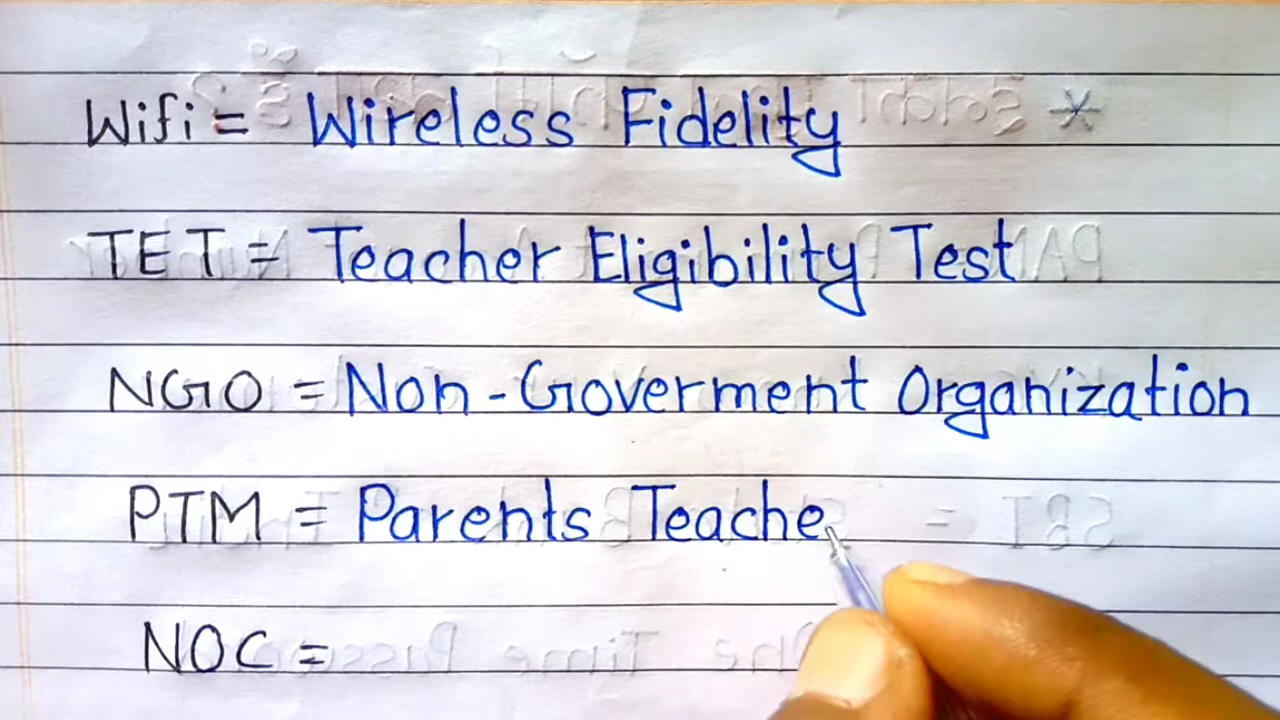 Wifi = Wireless Fidelity
TET = Teacher Eligibility Test
NGO = Non-Goverment Organization
PTM = Parents Teache
NOC =